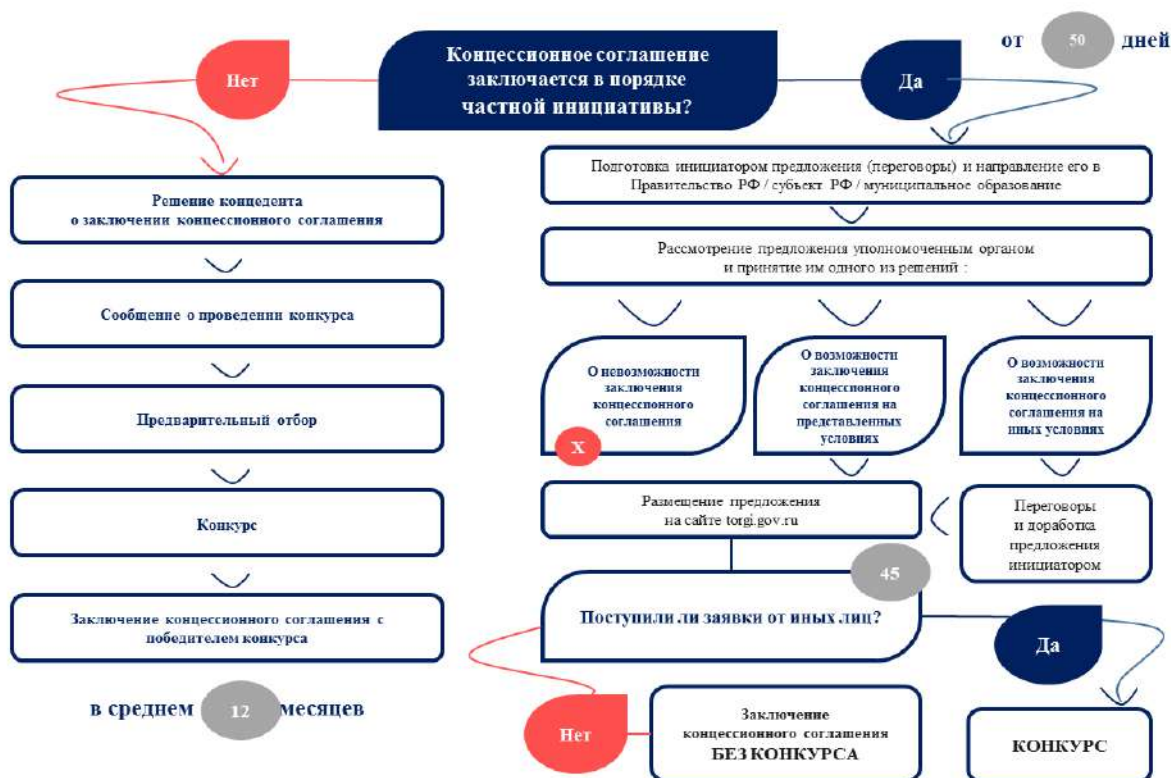 Концессионное соглашение
заключается в порядке
частной инициативы?
Нет
Да
от 50 дней
Решение концедента
о заключении концессионного соглашения
Сообщение о проведении конкурса
Предварительный отбор
Конкурс
Заключение концессионного соглашения с
победителем конкурса
в среднем 12 месяцев
Подготовка инициатором предложения (переговоры) и направление его в
Правительство РФ / субъект РФ / муниципальное образование
Рассмотрение предложения уполномоченным органом
и принятие им одного из решений :
О невозможности
заключения
концессионного
соглашения
X
О возможности
заключения
концессионного
соглашения на
представленных
условиях
О возможности
заключения
концессионного
соглашения на
иных условиях
Размещение предложения
на сайте torgi.gov.ru
Переговоры
и доработка
предложения
инициатором
45
Поступили ли заявки от иных лиц?
Да
Нет
Заключение
концессионного соглашения
БЕЗ КОНКУРСА
КОНКУРС